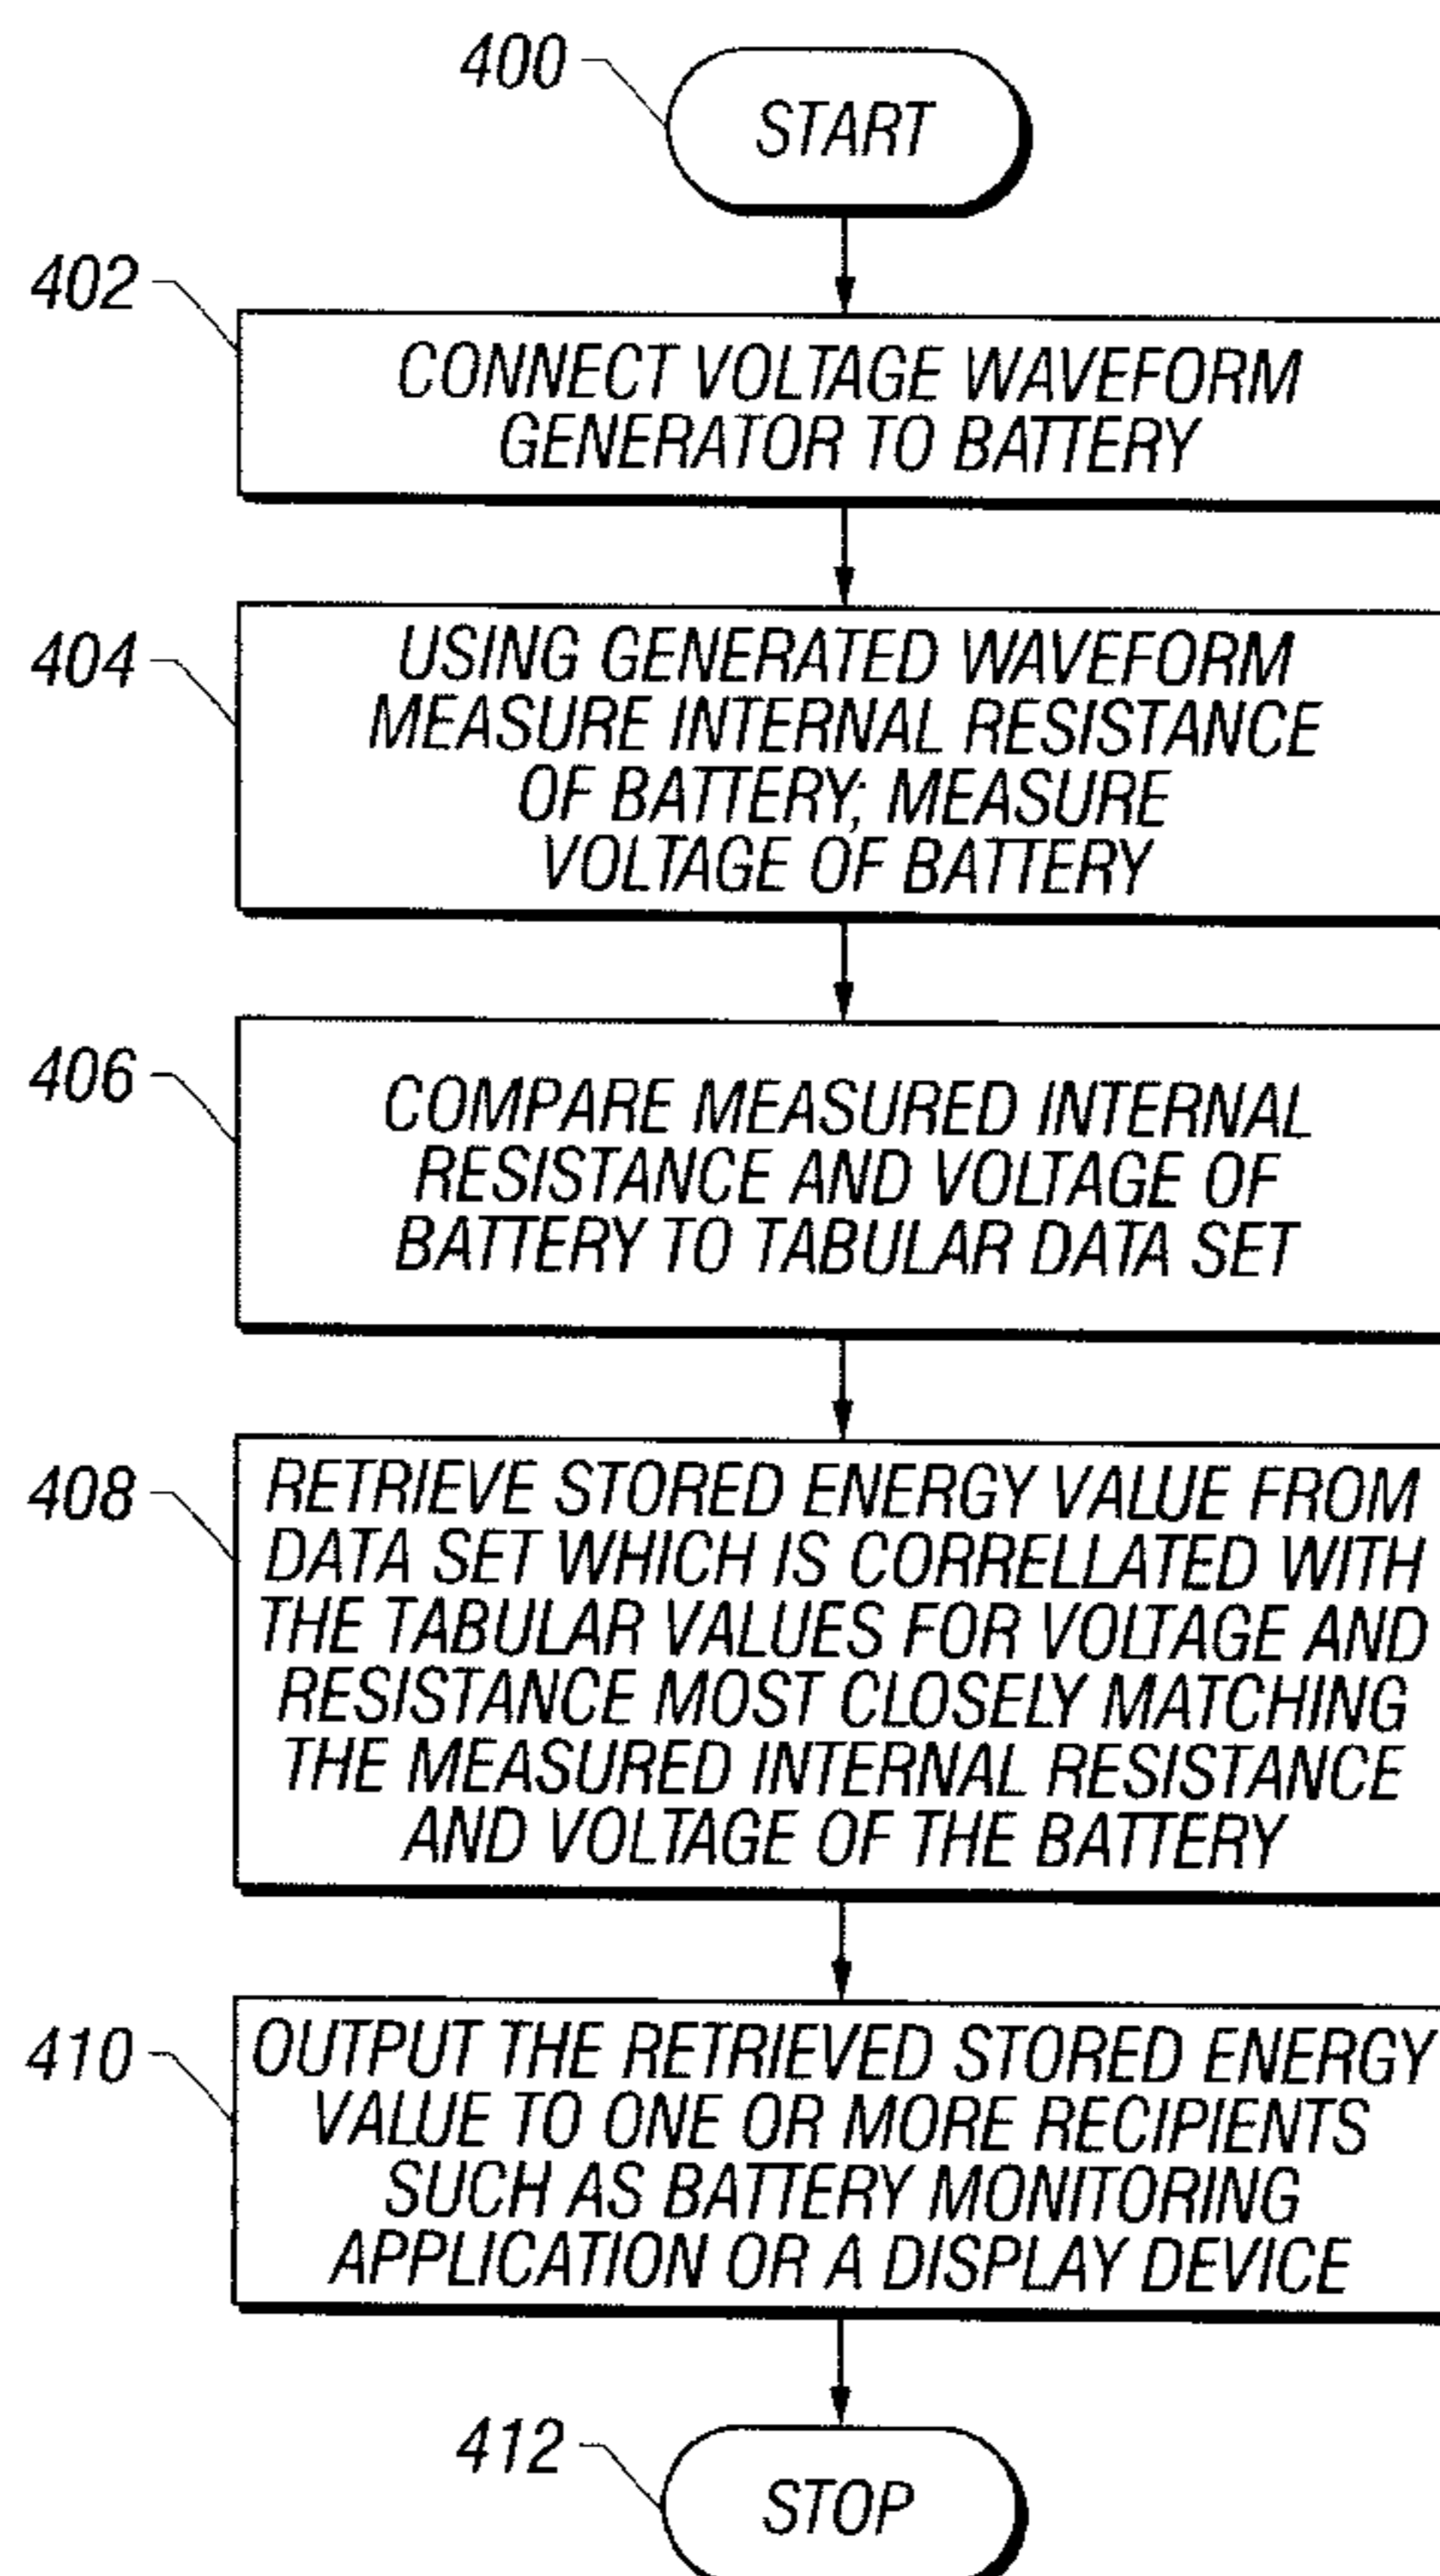 400
START
402
CONNECT VOLTAGE WAVEFORM
GENERATOR TO BATTERY
404
USING GENERATED WAVEFORM
MEASURE INTERNAL RESISTANCE
OF BATTERY; MEASURE
VOLTAGE OF BATTERY
406
COMPARE MEASURED INTERNAL
RESISTANCE AND VOLTAGE OF
BATTERY TO TABULAR DATA SET
408
RETRIEVE STORED ENERGY VALUE FROM
DATA SET WHICH IS CORRELLATED WITH
THE TABULAR VALUES FOR VOLTAGE AND
RESISTANCE MOST CLOSELY MATCHING
THE MEASURED INTERNAL RESISTANCE
AND VOLTAGE OF THE BATTERY
410
OUTPUT THE RETRIEVED STORED ENERGY
VALUE TO ONE OR MORE RECIPIENTS
SUCH AS BATTERY MONITORING
APPLICATION OR A DISPLAY DEVICE
412
STOP